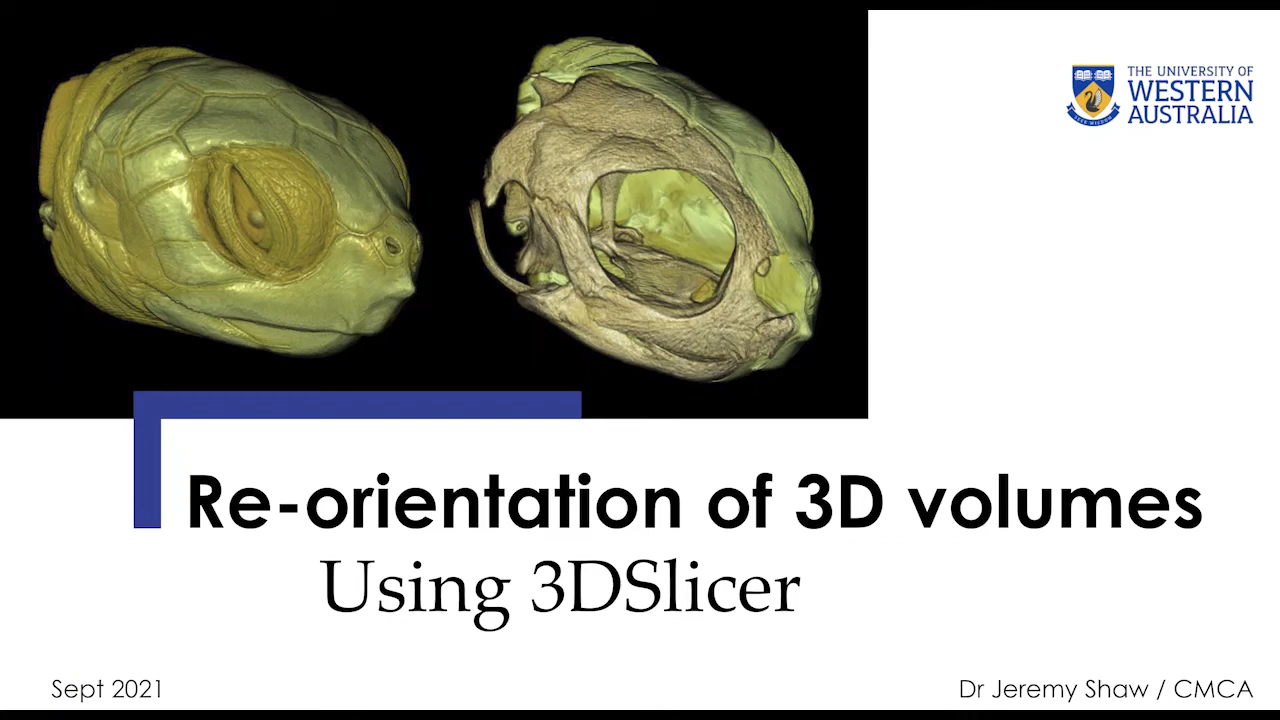 THE UNIVERSITY OF
WESTERN
AUSTRALIA
Re-orientation of 3D volumes
Using 3DSlicer
Sept 2021
Dr Jeremy Shaw / CMCA